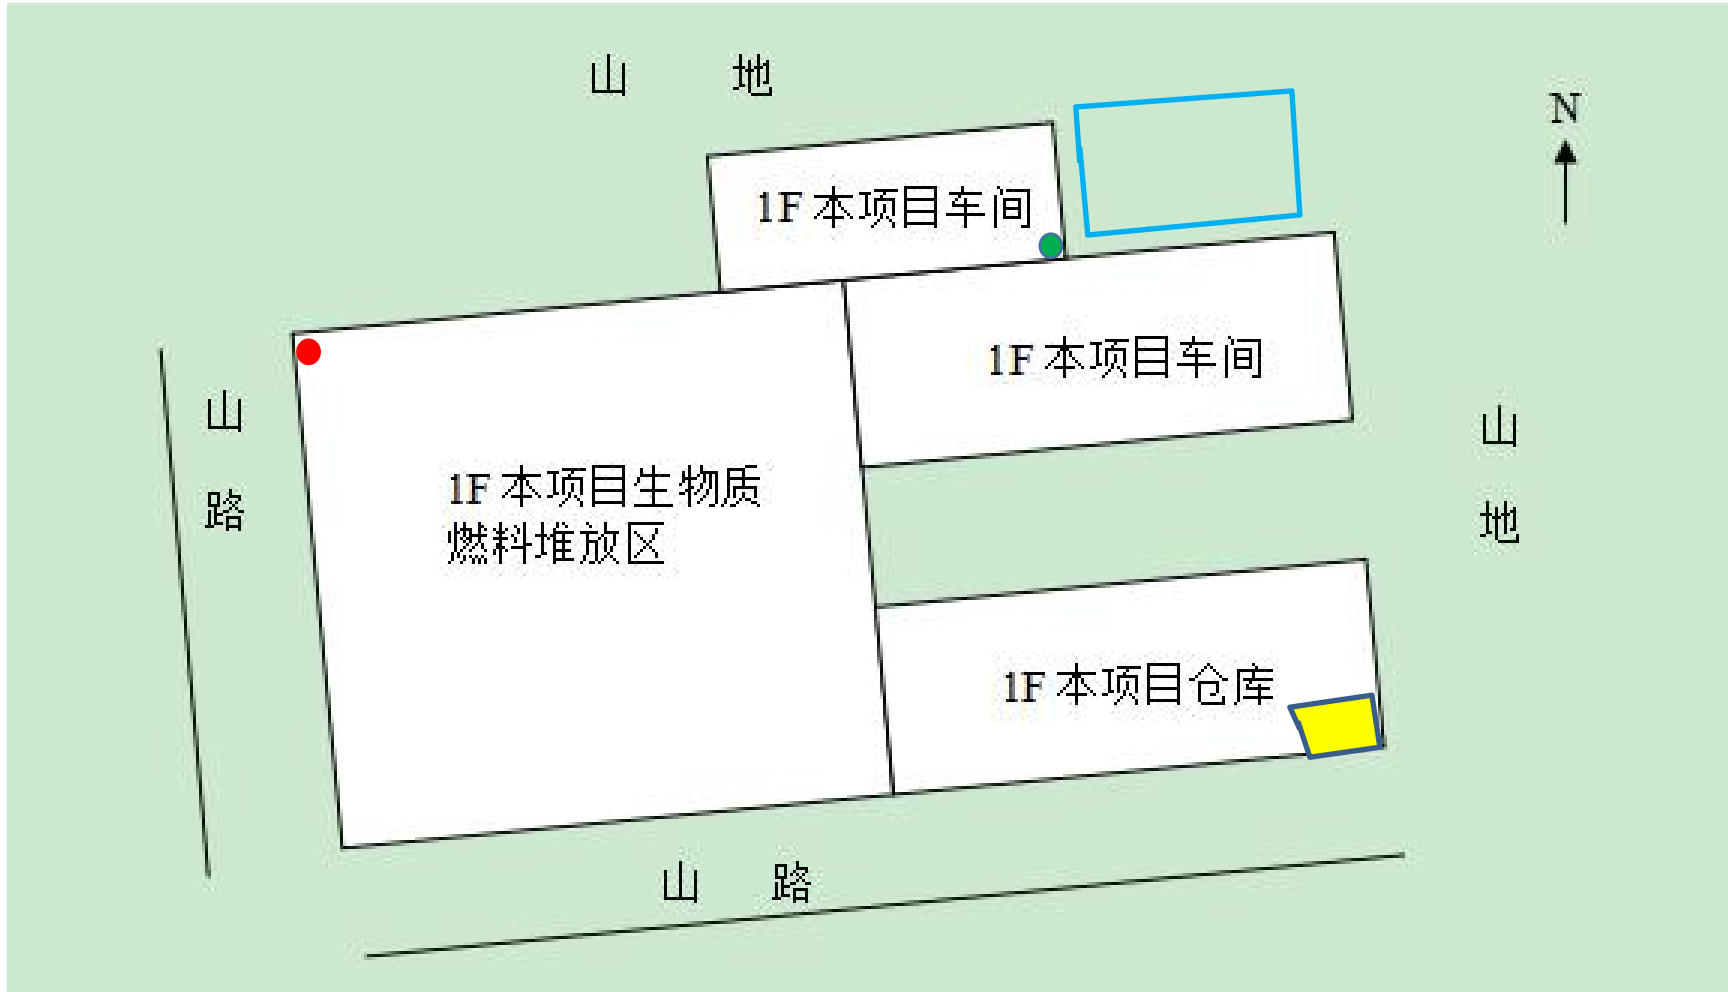 山 地
N
1F 本项目车间
1F 本项目车间
山路
山地
1F 本项目生物质
燃料堆放区
1F 本项目仓库
山 路